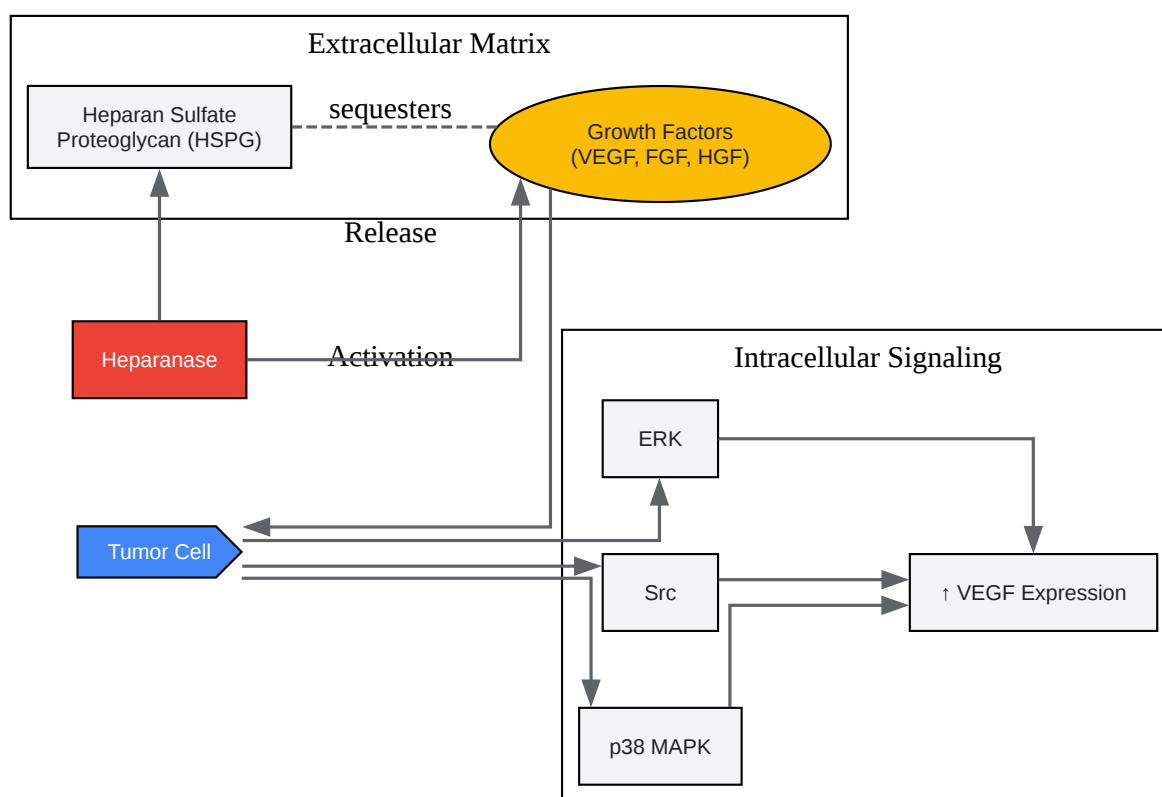 Extracellular Matrix
Heparan Sulfate
Proteoglycan (HSPG)
sequesters
Growth Factors
(VEGF, FGF, HGF)
Release
Heparanase
Activation
Intracellular Signaling
ERK
Tumor Cell
Src
↑ VEGF Expression
p38 MAPK